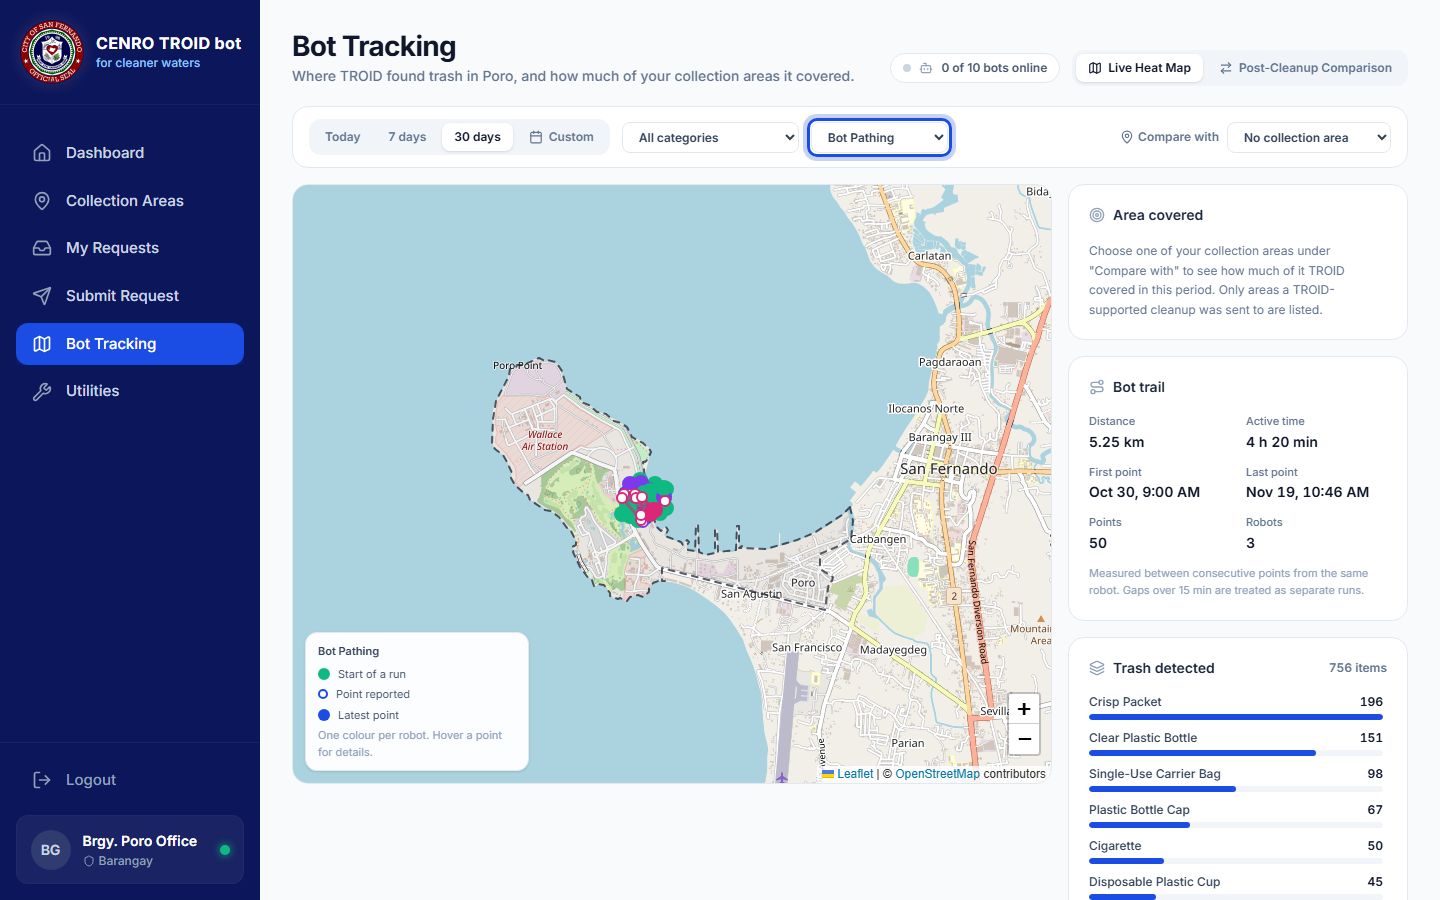 CITY OF SAN FERNANDO
OFFICIAL SEAL
CENRO TROID bot
for cleaner waters
Dashboard
Collection Areas
My Requests
Submit Request
Bot Tracking
Utilities
Logout
BG
Brgy. Poro Office
Barangay
Bot Tracking
Where TROID found trash in Poro, and how much of your collection areas it covered.
0 of 10 bots online
Live Heat Map
Post-Cleanup Comparison
Today
7 days
30 days
Custom
All categories
Bot Pathing
Compare with
No collection area
Carlatan
Pagdaraoan
Poro Point
Ilocanos Norte
Wallace
Air Station
Barangay III
San Fernando
Catbangen
San Fernando Diversion Road
Poro
San Agustin
2
Mountain
Area
San Francisco
Madayegdeg
Parian
Bot Pathing
Start of a run
Point reported
Latest point
One colour per robot. Hover a point
for details.
+
−
Leaflet | © OpenStreetMap contributors
Area covered
Choose one of your collection areas under
"Compare with" to see how much of it TROID
covered in this period. Only areas a TROID-
supported cleanup was sent to are listed.
Bot trail
Distance
Active time
5.25 km
4 h 20 min
First point
Last point
Oct 30, 9:00 AM
Nov 19, 10:46 AM
Points
Robots
50
3
Measured between consecutive points from the same
robot. Gaps over 15 min are treated as separate runs.
Trash detected
756 items
Crisp Packet
196
Clear Plastic Bottle
151
Single-Use Carrier Bag
98
Plastic Bottle Cap
67
Cigarette
50
Disposable Plastic Cup
45